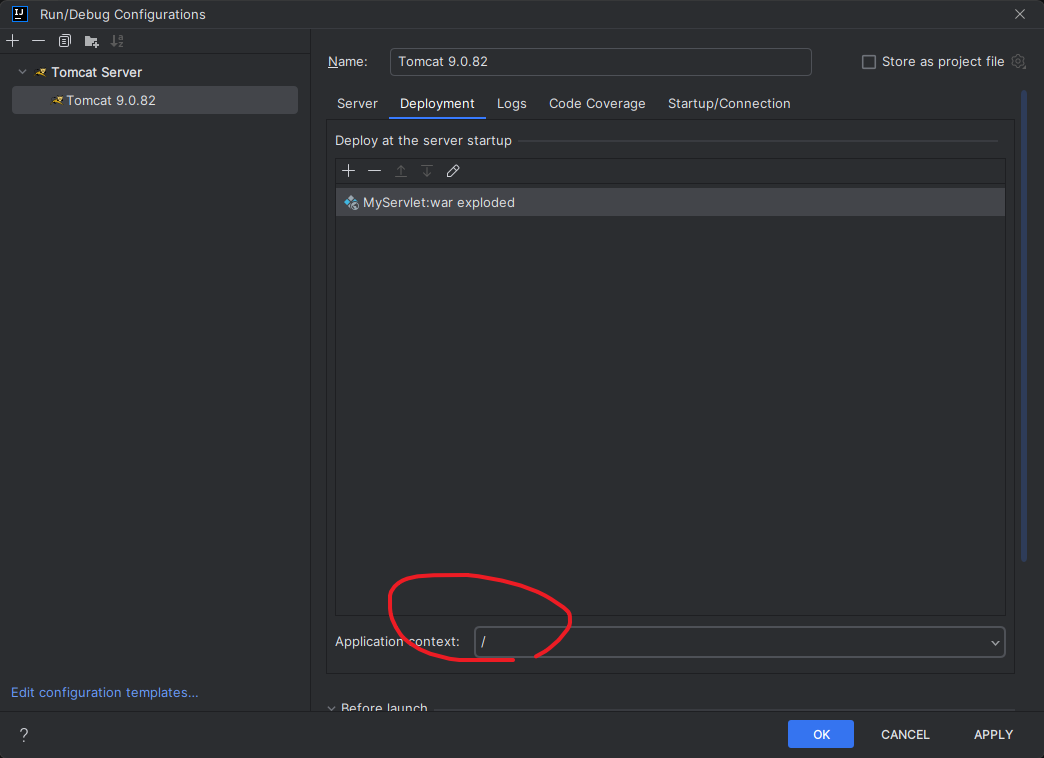 Run/Debug Configurations
Name: Tomcat 9.0.82 Store as project file
Tomcat Server
Tomcat 9.0.82
Server Deployment Logs Code Coverage Startup/Connection
Deploy at the server startup
MyServlet:war exploded
Application context: /
Edit configuration templates...
Before launch
? OK CANCEL APPLY